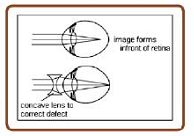 image forms
infront of retina
concave lens to
correct defect